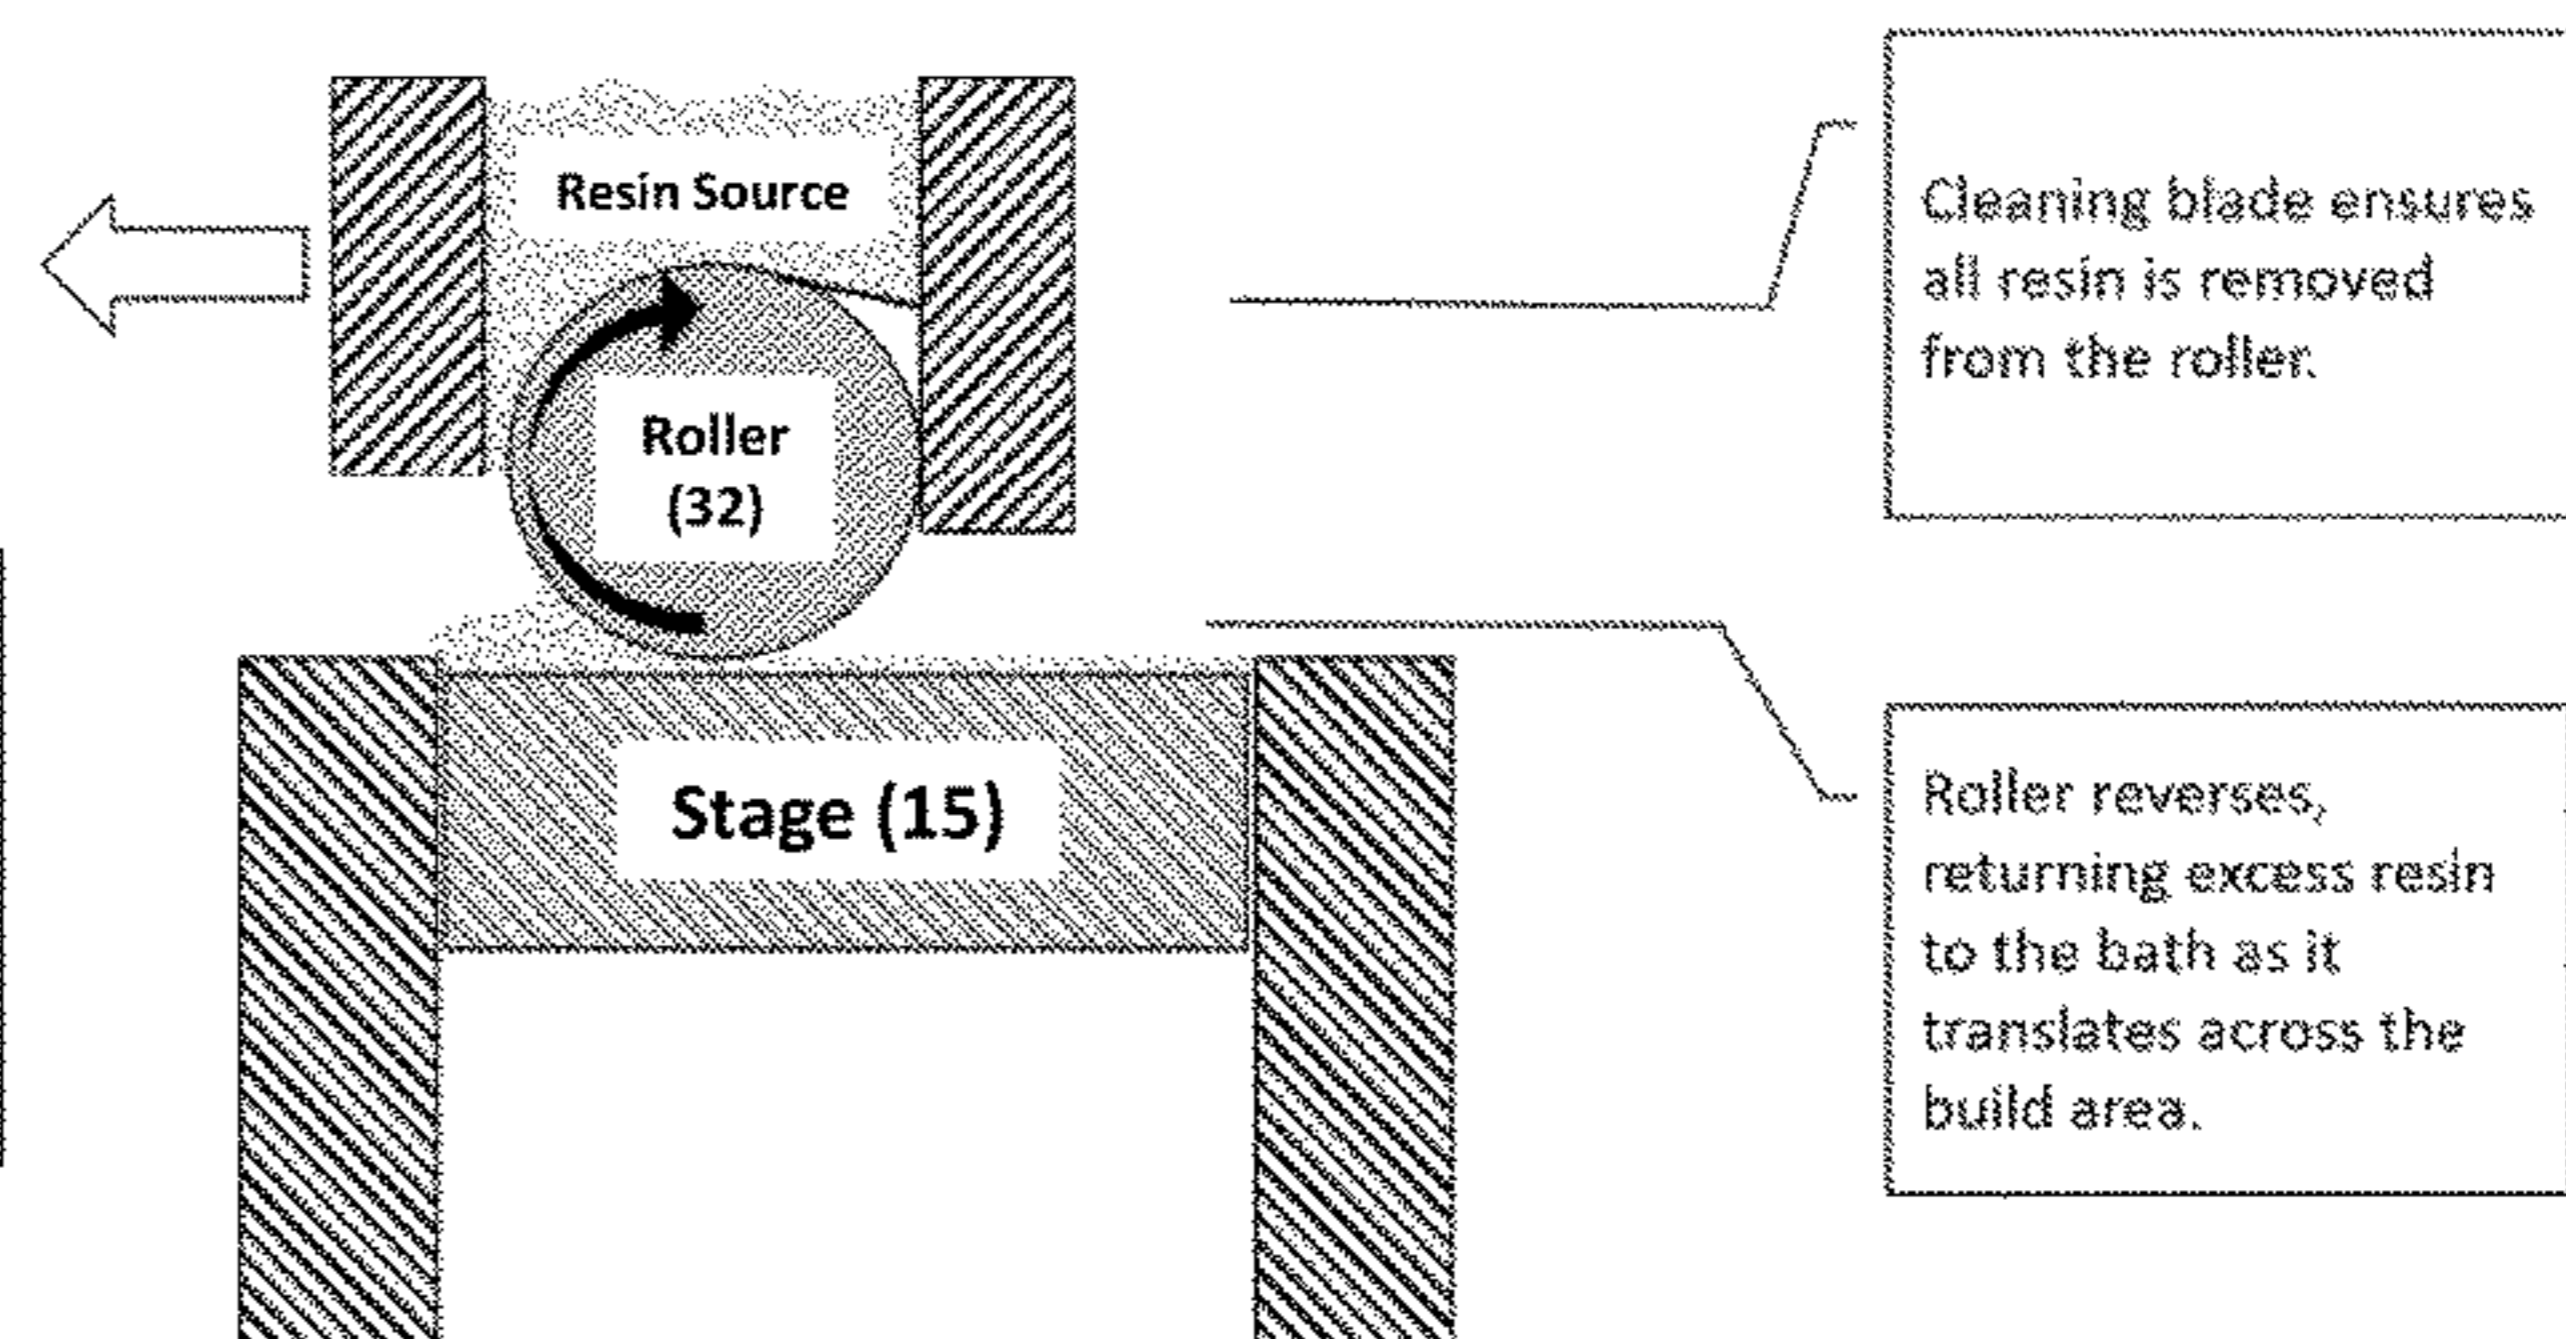 Resin Source
Roller
(32)
Stage (15)
Cleaning blade ensures
all resin is removed
from the roller.
Roller reverses,
returning excess resin
to the bath as it
translates across the
build area.